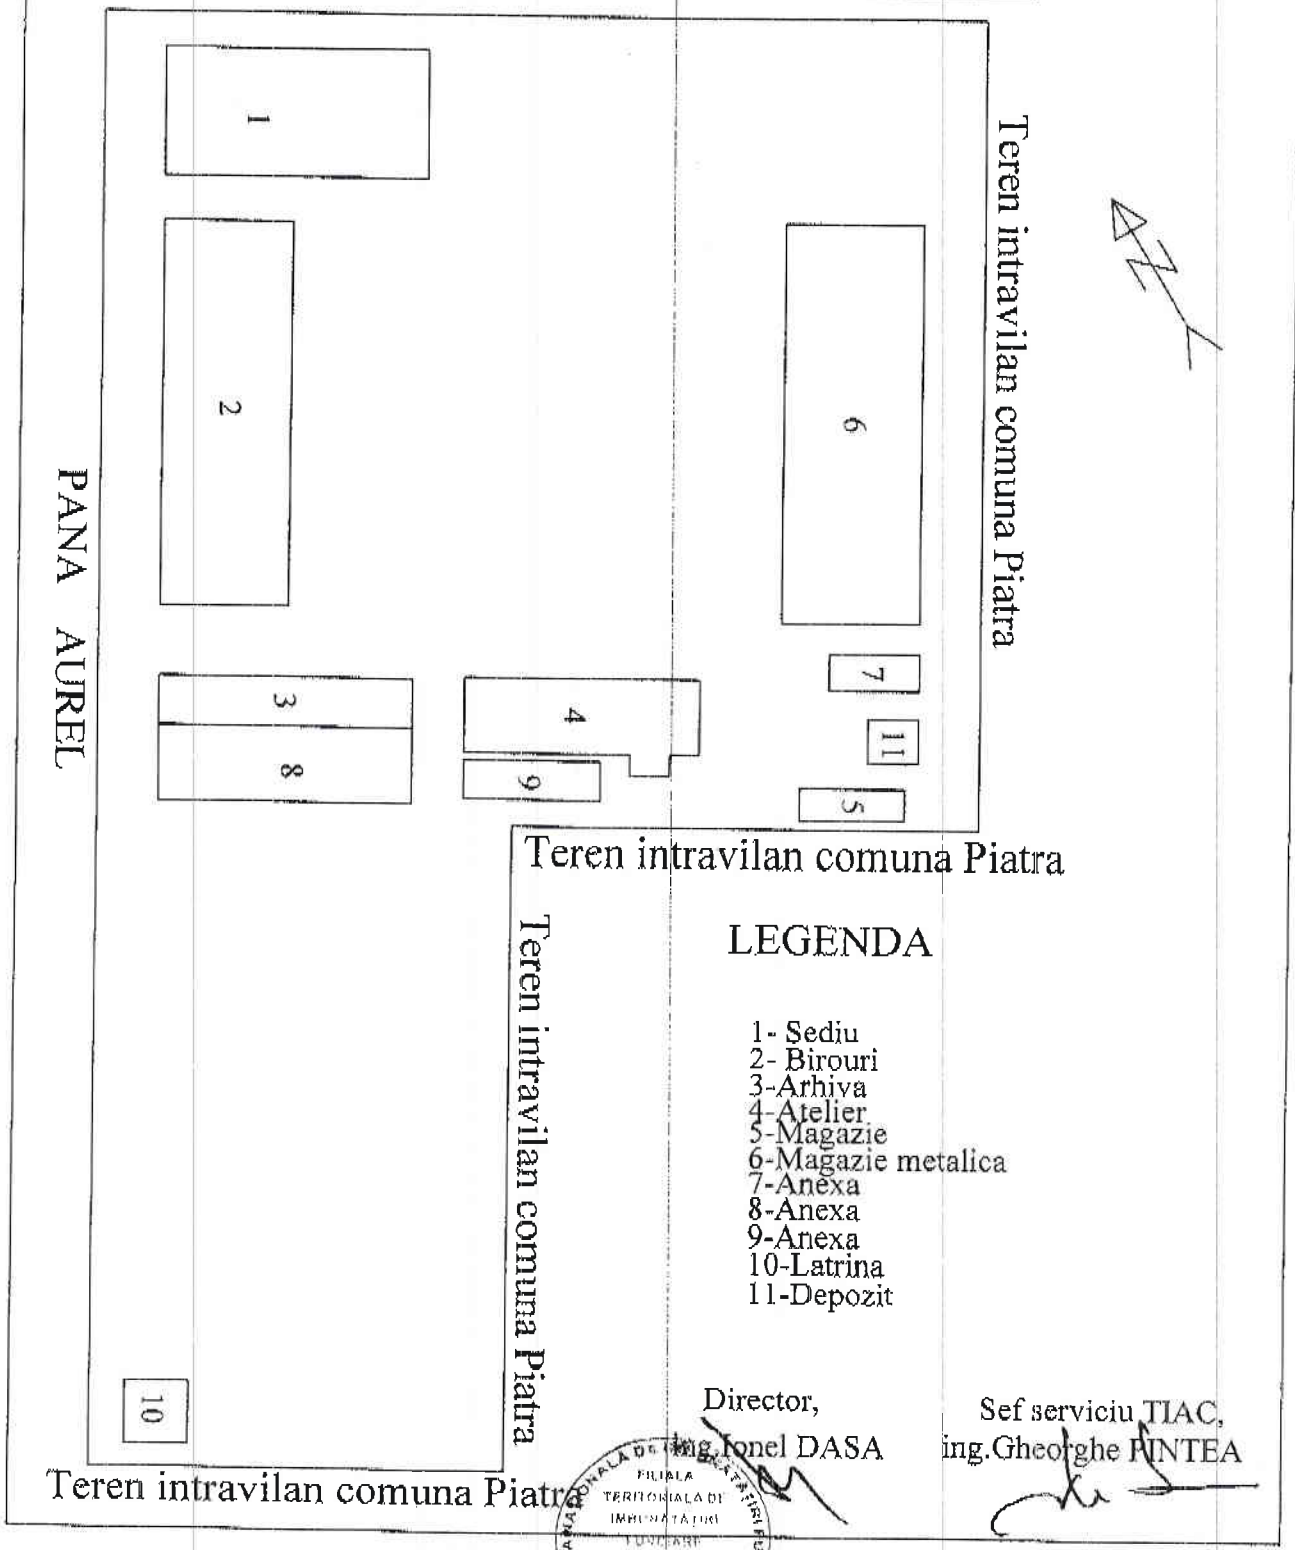 1
Teren intravilan comuna Piatra
N
2
6
PANA AUREL
3
4
7
11
8
9
5
Teren intravilan comuna Piatra
Teren intravilan comuna Piatra
LEGENDA
1- Sediu
2- Birouri
3-Arhiva
4-Atelier
5-Magazie
6-Magazie metalica
7-Anexa
8-Anexa
9-Anexa
10-Latrina
11-Depozit
10
Director,
ing.Ionel DASA
Sef serviciu TIAC,
ing.Gheorghe PINTEA
Teren intravilan comuna Piatra
FILIALA
TERITORIALA DE
IMBUNATATIRI
FUNCIARE